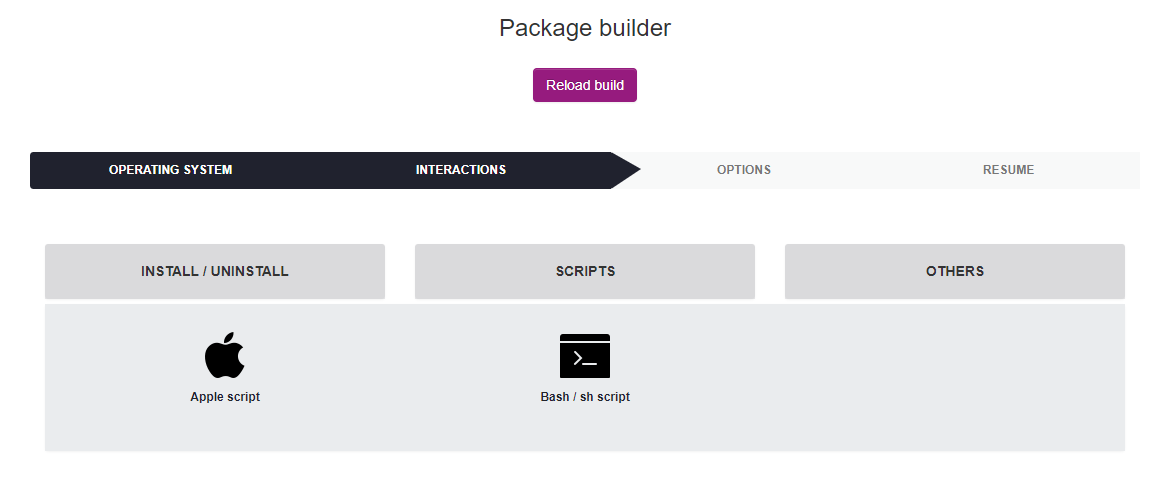 Package builder
Reload build
OPERATING SYSTEM INTERACTIONS OPTIONS RESUME
INSTALL / UNINSTALL SCRIPTS OTHERS
>_
Apple script Bash / sh script